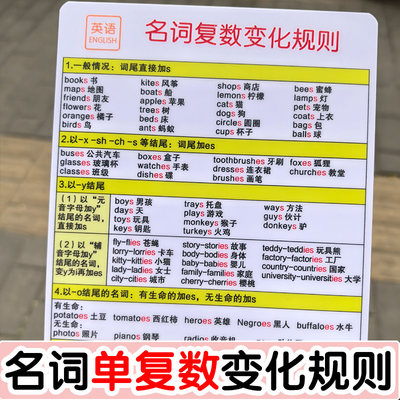 英语
ENGLISH
名词复数变化规则
1.一般情况：词尾直接加s
books 书 kites 风筝 shops 商店 bees 蜜蜂
maps 地图 boats 船 lemons 柠檬 lamps 灯
friends 朋友 apples 苹果 cats 猫 pets 宠物
flowers 花 trees 树 dogs 狗 coats 上衣
oranges 橘子 beds 床 circles 圆圈 bags 包
birds 鸟 ants 蚂蚁 cups 杯子 balls 球
2.以-x -sh -ch -s 等结尾：词尾加es
buses 公共汽车 boxes 盒子 toothbrushes 牙刷 foxes 狐狸
glasses 玻璃杯 watches 手表 dresses 连衣裙 churches 教堂
classes 班级 dishes 碟 brushes 画笔
3.以-y结尾
(1)以“元音字母加y”结尾的名词，直接加s
boys 男孩 trays 托盘 ways 方法
days 天 plays 游戏 guys 伙计
toys 玩具 monkeys 猴子 donkeys 驴
keys 钥匙 turkeys 火鸡
(2)以“辅音字母加y”结尾的名词，变y为i再加es
fly-flies 苍蝇 story-stories 故事 teddy-teddies 玩具熊
lorry-lorries 卡车 body-bodies 身体 factory-factories 工厂
kitty-kitties 小猫 baby-babies 婴儿 country-countries 国家
lady-ladies 女士 family-families 家庭 university-universities 大学
city-cities 城市 cherry-cherries 樱桃
4.以-o结尾的名词：有生命的加es，无生命的加s
有生命：
potatoes 土豆 tomatoes 西红柿 heroes 英雄 Negroes 黑人 buffaloes 水牛
无生命：
photos 照片 pianos 钢琴 radios 收音机
名词单复数变化规则